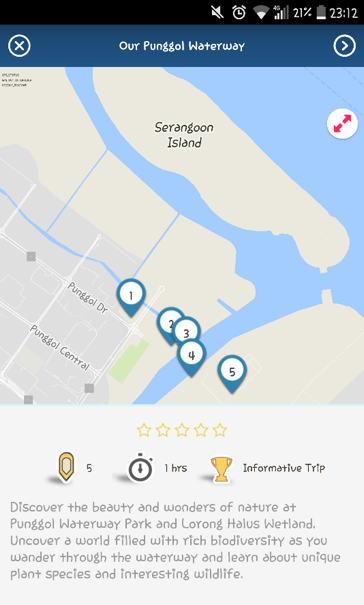 4G 21% 23:12
Our Punggol Waterway
Serangoon
Island
Punggol Dr
Punggol Central
1
2
3
4
5
5 1 hrs Informative Trip
Discover the beauty and wonders of nature at
Punggol Waterway Park and Lorong Halus Wetland.
Uncover a world filled with rich biodiversity as you
wander through the waterway and learn about unique
plant species and interesting wildlife.